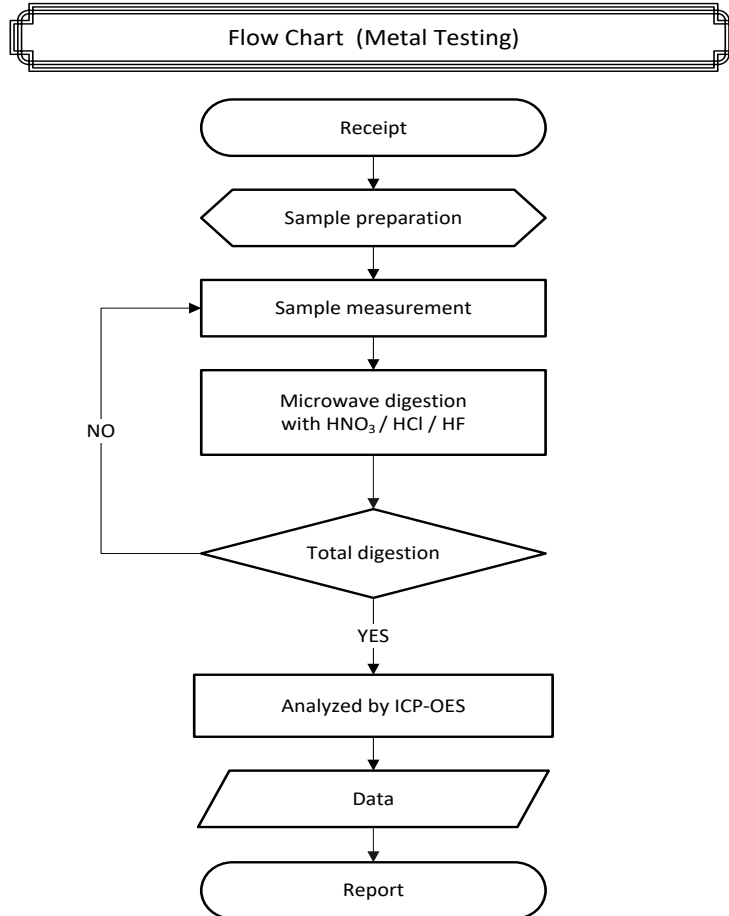 Flow Chart  (Metal Testing)
Receipt
Sample preparation
Sample measurement
Microwave digestion
with HNO₃ / HCl / HF
NO
Total digestion
YES
Analyzed by ICP-OES
Data
Report